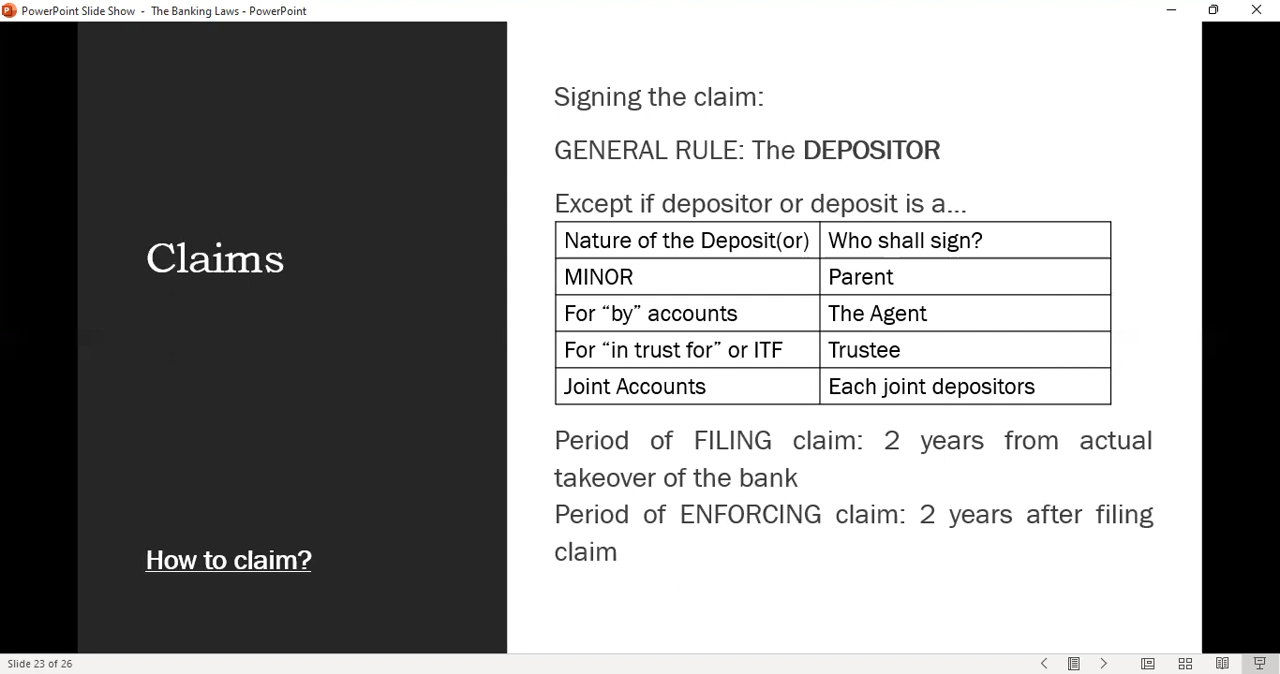 PowerPoint Slide Show - The Banking Laws - PowerPoint
Claims
How to claim?
Signing the claim:
GENERAL RULE: The DEPOSITOR
Except if depositor or deposit is a...
Nature of the Deposit(or) Who shall sign?
MINOR Parent
For “by” accounts The Agent
For “in trust for” or ITF Trustee
Joint Accounts Each joint depositors
Period of FILING claim: 2 years from actual
takeover of the bank
Period of ENFORCING claim: 2 years after filing
claim
Slide 23 of 26